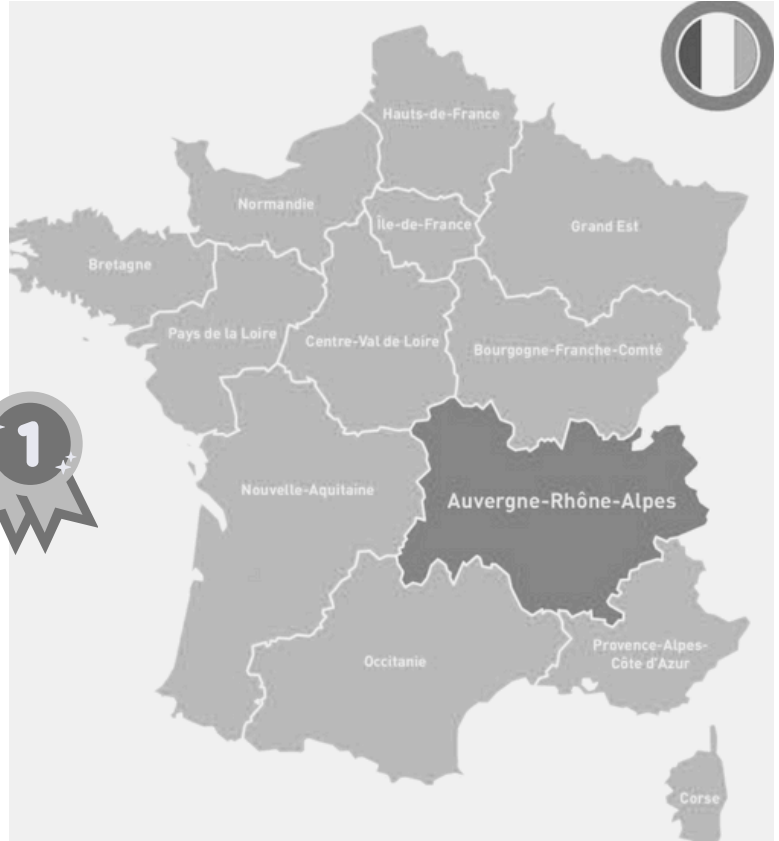 Hauts-de-France
Normandie
Île-de-France
Grand Est
Bretagne
Pays de la Loire
Centre-Val de Loire
Bourgogne-Franche-Comté
1
Nouvelle-Aquitaine
Auvergne-Rhône-Alpes
Occitanie
Provence-Alpes-
Côte d'Azur
Corse